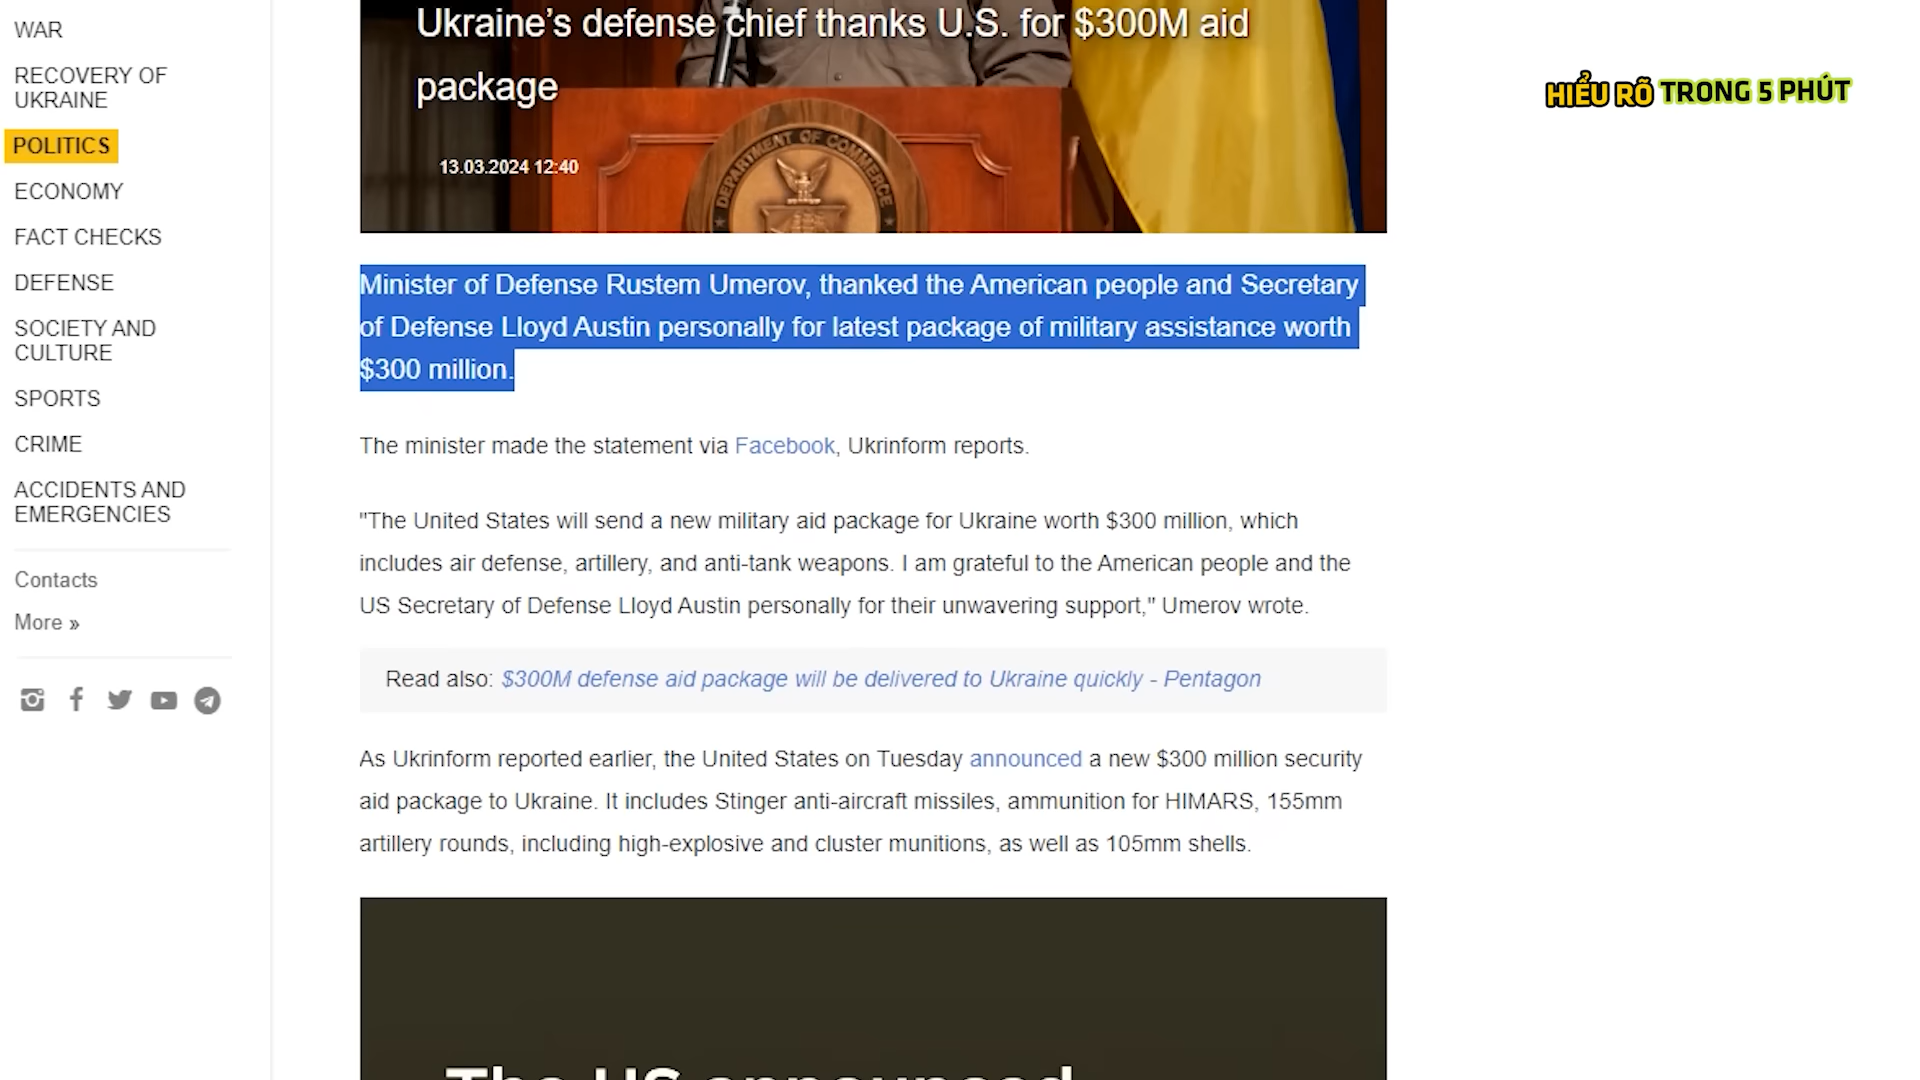 WAR
RECOVERY OF
UKRAINE
POLITICS
ECONOMY
FACT CHECKS
DEFENSE
SOCIETY AND
CULTURE
SPORTS
CRIME
ACCIDENTS AND
EMERGENCIES
Contacts
More »
Ukraine’s defense chief thanks U.S. for $300M aid
package
13.03.2024 12:40
DEPARTMENT OF COMMERCE
Minister of Defense Rustem Umerov, thanked the American people and Secretary
of Defense Lloyd Austin personally for latest package of military assistance worth
$300 million.
The minister made the statement via Facebook, Ukrinform reports.
"The United States will send a new military aid package for Ukraine worth $300 million, which
includes air defense, artillery, and anti-tank weapons. I am grateful to the American people and the
US Secretary of Defense Lloyd Austin personally for their unwavering support," Umerov wrote.
Read also: $300M defense aid package will be delivered to Ukraine quickly - Pentagon
As Ukrinform reported earlier, the United States on Tuesday announced a new $300 million security
aid package to Ukraine. It includes Stinger anti-aircraft missiles, ammunition for HIMARS, 155mm
artillery rounds, including high-explosive and cluster munitions, as well as 105mm shells.
The US announced
HIỂU RÕ TRONG 5 PHÚT